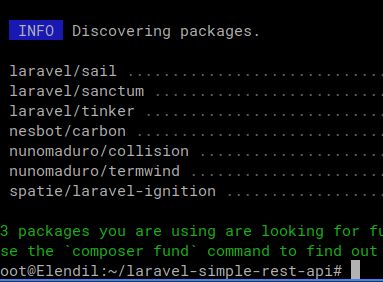 INFO Discovering packages.
laravel/sail ................................
laravel/sanctum .............................
laravel/tinker ..............................
nesbot/carbon ...............................
nunomaduro/collision ........................
nunomaduro/termwind .........................
spatie/laravel-ignition .....................
3 packages you are using are looking for fu
se the `composer fund` command to find out
oot@Elendil:~/laravel-simple-rest-api#